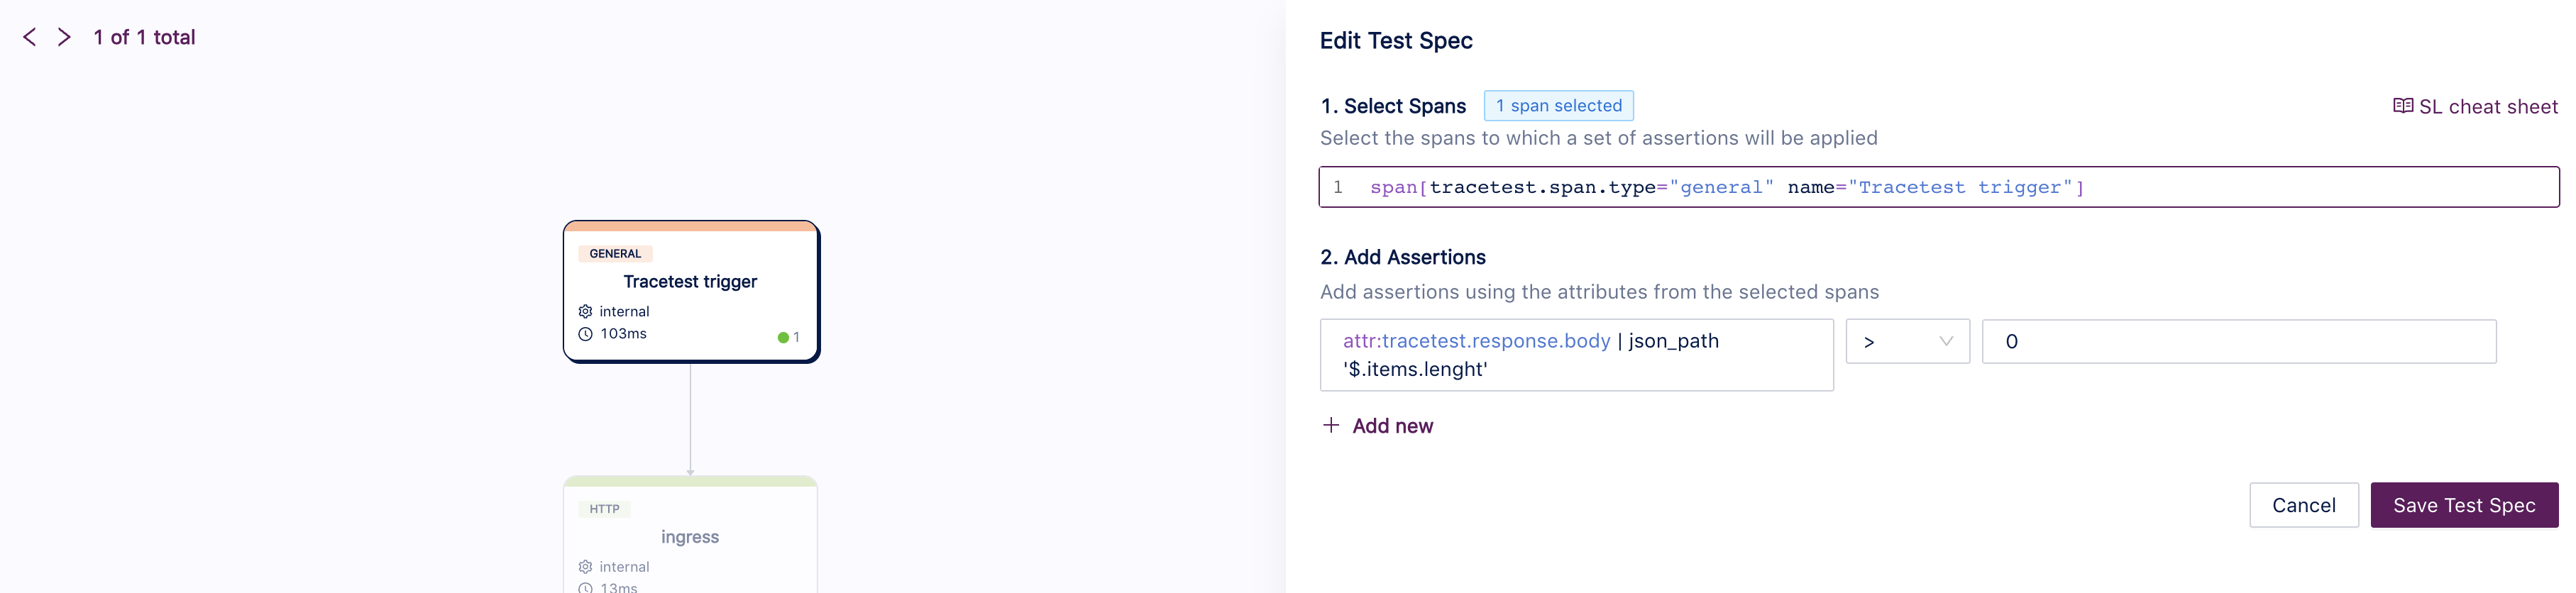 1 of 1 total
GENERAL
Tracetest trigger
internal
103ms
1
HTTP
ingress
internal
13ms
Edit Test Spec
1. Select Spans
1 span selected
SL cheat sheet
Select the spans to which a set of assertions will be applied
1 span[tracetest.span.type="general" name="Tracetest trigger"]
2. Add Assertions
Add assertions using the attributes from the selected spans
attr:tracetest.response.body | json_path
'$.items.lenght'
>
0
+ Add new
Cancel
Save Test Spec